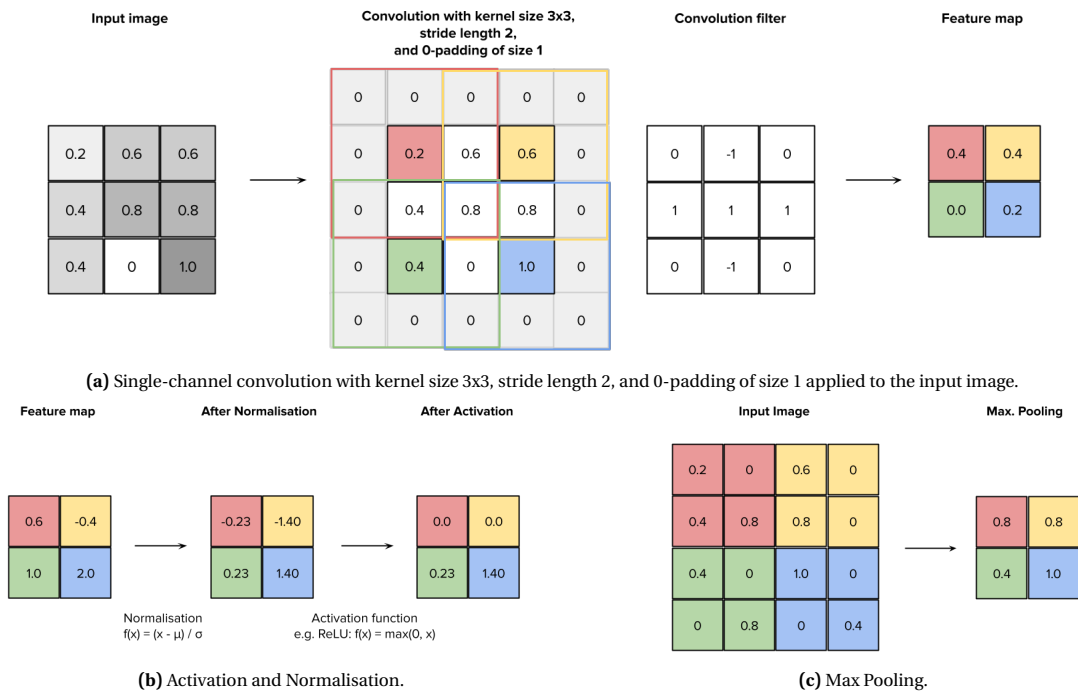 Input image
Convolution with kernel size 3x3,
stride length 2,
and 0-padding of size 1
Convolution filter
Feature map
0.2 0.6 0.6
0.4 0.8 0.8
0.4 0 1.0
0 0 0 0 0
0 0.2 0.6 0.6 0
0 0.4 0.8 0.8 0
0 0.4 0 1.0 0
0 0 0 0 0
0 -1 0
1 1 1
0 -1 0
0.4 0.4
0.0 0.2
(a) Single-channel convolution with kernel size 3x3, stride length 2, and 0-padding of size 1 applied to the input image.
Feature map
After Normalisation
After Activation
0.6 -0.4
1.0 2.0
-0.23 -1.40
0.23 1.40
0.0 0.0
0.23 1.40
Normalisation
f(x) = (x - μ) / σ
Activation function
e.g. ReLU: f(x) = max(0, x)
(b) Activation and Normalisation.
Input Image
Max. Pooling
0.2 0 0.6 0
0.4 0.8 0.8 0
0.4 0 1.0 0
0 0.8 0 0.4
0.8 0.8
0.4 1.0
(c) Max Pooling.